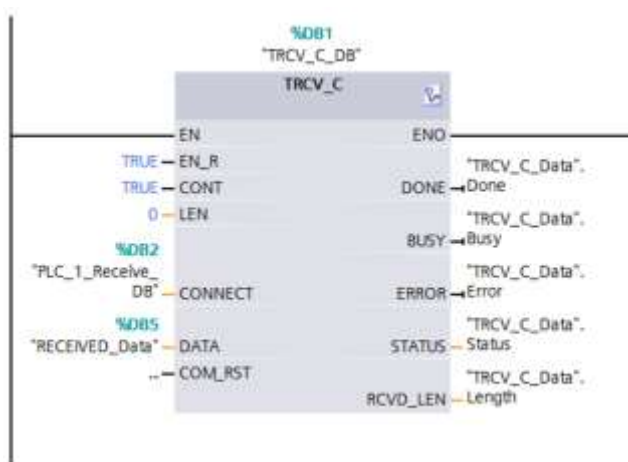 %DB1
"TRCV_C_DB"
TRCV_C
EN ENO
TRUE EN_R
TRUE CONT
0 LEN
%DB2
"PLC_1_Receive_
DB" CONNECT
%DB5
"RECEIVED_Data" DATA
... COM_RST
"TRCV_C_Data".
DONE Done
"TRCV_C_Data".
BUSY Busy
"TRCV_C_Data".
ERROR Error
"TRCV_C_Data".
STATUS Status
"TRCV_C_Data".
RCVD_LEN Length